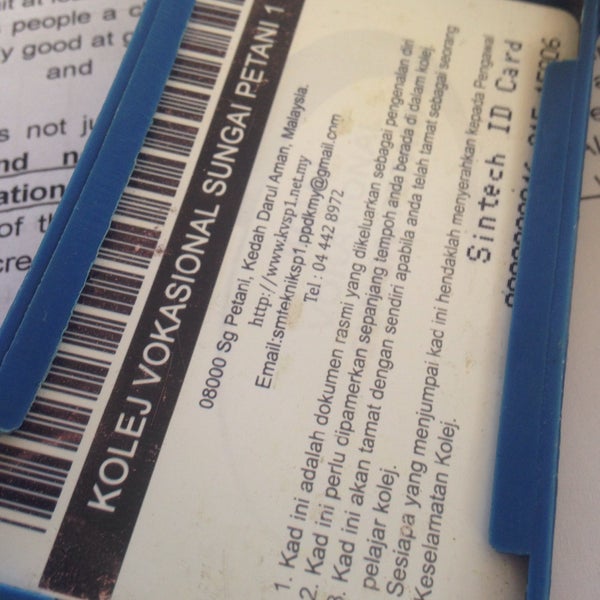 KOLEJ VOKASIONAL SUNGAI PETANI 1
08000 Sg Petani, Kedah Darul Aman, Malaysia.
http://www.kvsp1.net.my
Email:smtekniksp1.ppdkmy@gmail.com
Tel : 04 442 8972
1. Kad ini adalah dokumen rasmi yang dikeluarkan sebagai pengenalan diri
2. Kad ini perlu dipamerkan sepanjang tempoh anda berada di dalam kolej.
3. Kad ini akan tamat dengan sendiri apabila anda telah tamat sebagai seorang
pelajar kolej.
Sesiapa yang menjumpai kad ini hendaklah menyerahkan kepada Pengawal
Keselamatan Kolej.
Sintech ID Card
people a
good at
and
is not
of